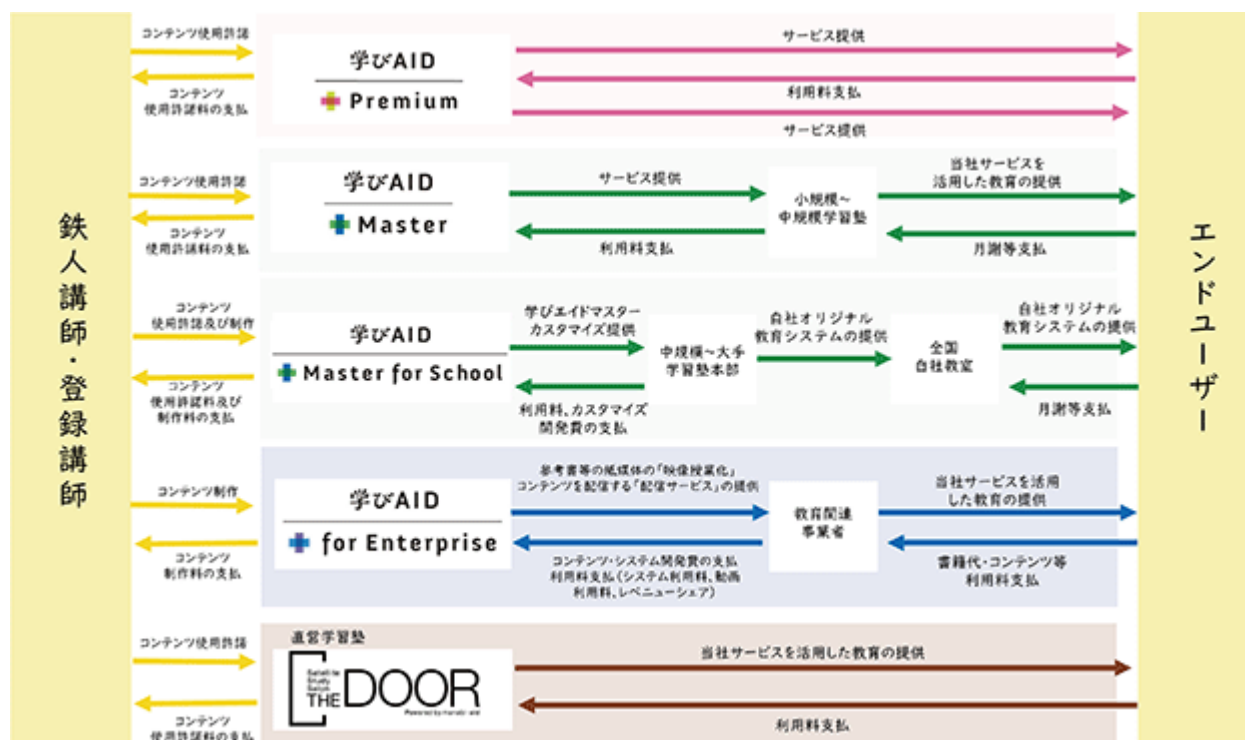 鉄人講師・登録講師
コンテンツ使用許諾
コンテンツ
使用許諾料の支払
学びAID
Premium
サービス提供
利用料支払
サービス提供
コンテンツ使用許諾
コンテンツ
使用許諾料の支払
学びAID
Master
サービス提供
利用料支払
小規模~
中規模学習塾
当社サービスを
活用した教育の提供
月謝等支払
コンテンツ
使用許諾及び制作
コンテンツ
使用許諾料及び
制作料の支払
学びAID
Master for School
学びエイドマスター
カスタマイズ提供
利用料、カスタマイズ
開発費の支払
中規模~大手
学習塾本部
自社オリジナル
教育システムの提供
全国
自社教室
自社オリジナル
教育システムの提供
月謝等支払
コンテンツ制作
コンテンツ
制作料の支払
学びAID
for Enterprise
参考書等の紙媒体の「映像授業化」
コンテンツを配信する「配信サービス」の提供
コンテンツ・システム開発費の支払
利用料支払(システム利用料、動画
利用料、レベニューシェア)
教育関連
事業者
当社サービスを活用
した教育の提供
書籍代・コンテンツ等
利用料支払
コンテンツ使用許諾
コンテンツ
使用許諾料の支払
直営学習塾
Satellite
Study
Salon
THE DOOR
Powered by manabi-aid
当社サービスを活用した教育の提供
利用料支払
エンドユーザー